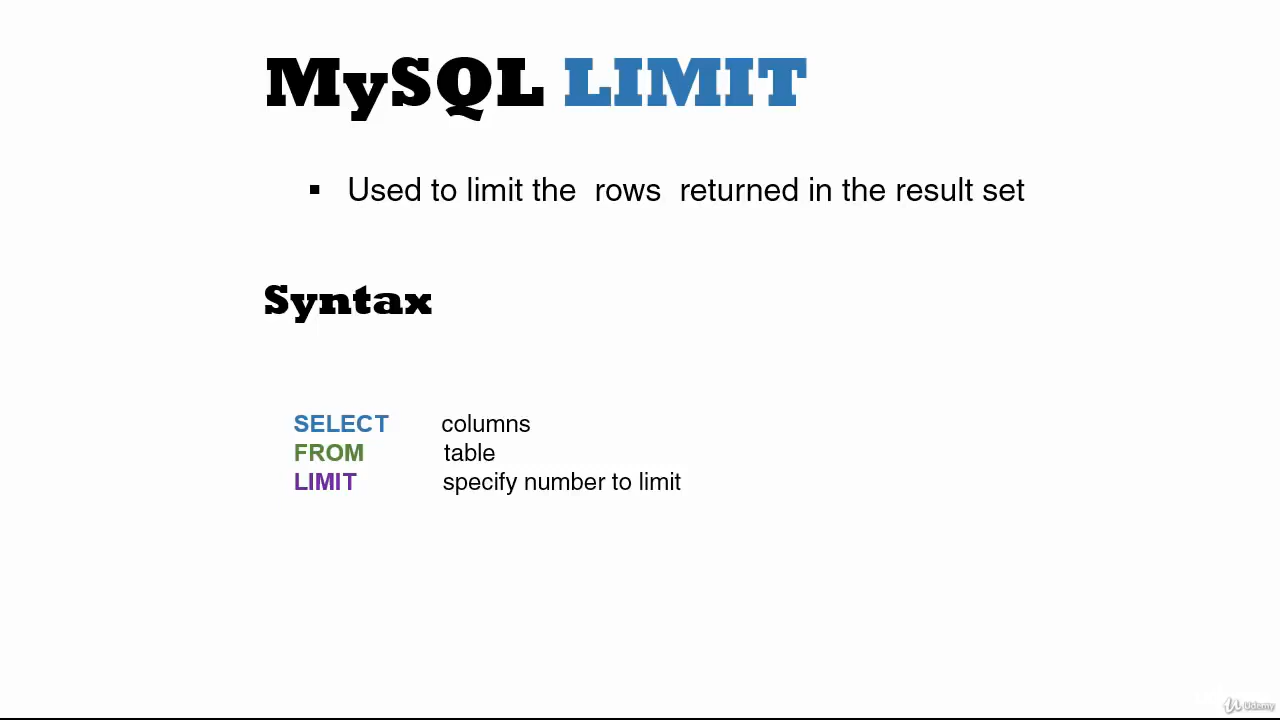 MySQL LIMIT
▪ Used to limit the rows returned in the result set
Syntax
SELECT columns
FROM table
LIMIT specify number to limit
Udemy